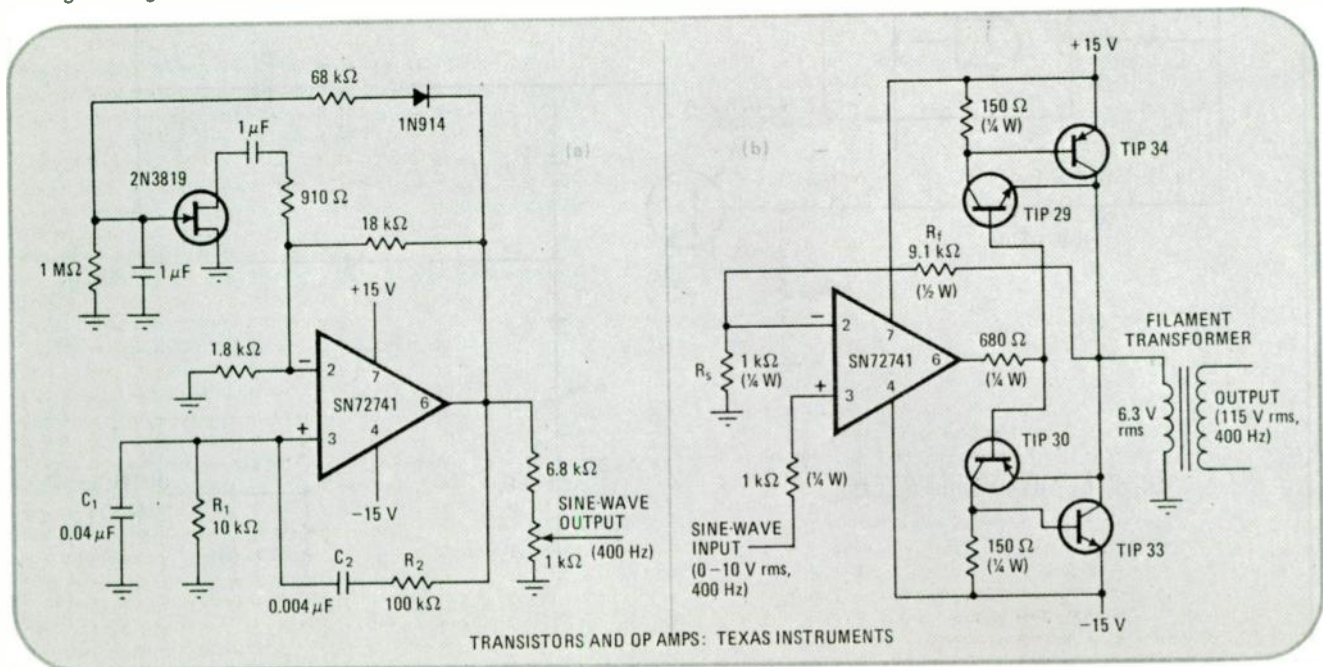 68 kΩ
1N914
1 μF
2N3819
910 Ω
18 kΩ
1 MΩ
1 μF
+15 V
1.8 kΩ
−
2
7
SN72741
6
+
3
4
−15 V
C1
0.04 μF
R1
10 kΩ
C2
0.004 μF
R2
100 kΩ
6.8 kΩ
SINE-WAVE
OUTPUT
(400 Hz)
1 kΩ
(a)
(b)
+15 V
150 Ω
(¼ W)
TIP 34
TIP 29
Rf
9.1 kΩ
(½ W)
−
2
7
Rs
1 kΩ
(¼ W)
+
3
4
SN72741
6
680 Ω
(¼ W)
1 kΩ
(¼ W)
SINE-WAVE
INPUT
(0–10 V rms,
400 Hz)
TIP 30
150 Ω
(¼ W)
TIP 33
−15 V
FILAMENT
TRANSFORMER
6.3 V
rms
OUTPUT
(115 V rms,
400 Hz)
TRANSISTORS AND OP AMPS: TEXAS INSTRUMENTS